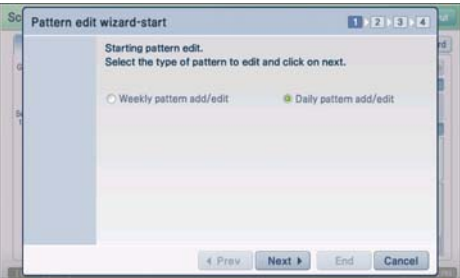 Pattern edit wizard-start
1 2 3 4
Starting pattern edit.
Select the type of pattern to edit and click on next.
Weekly pattern add/edit
Daily pattern add/edit
Prev
Next
End
Cancel